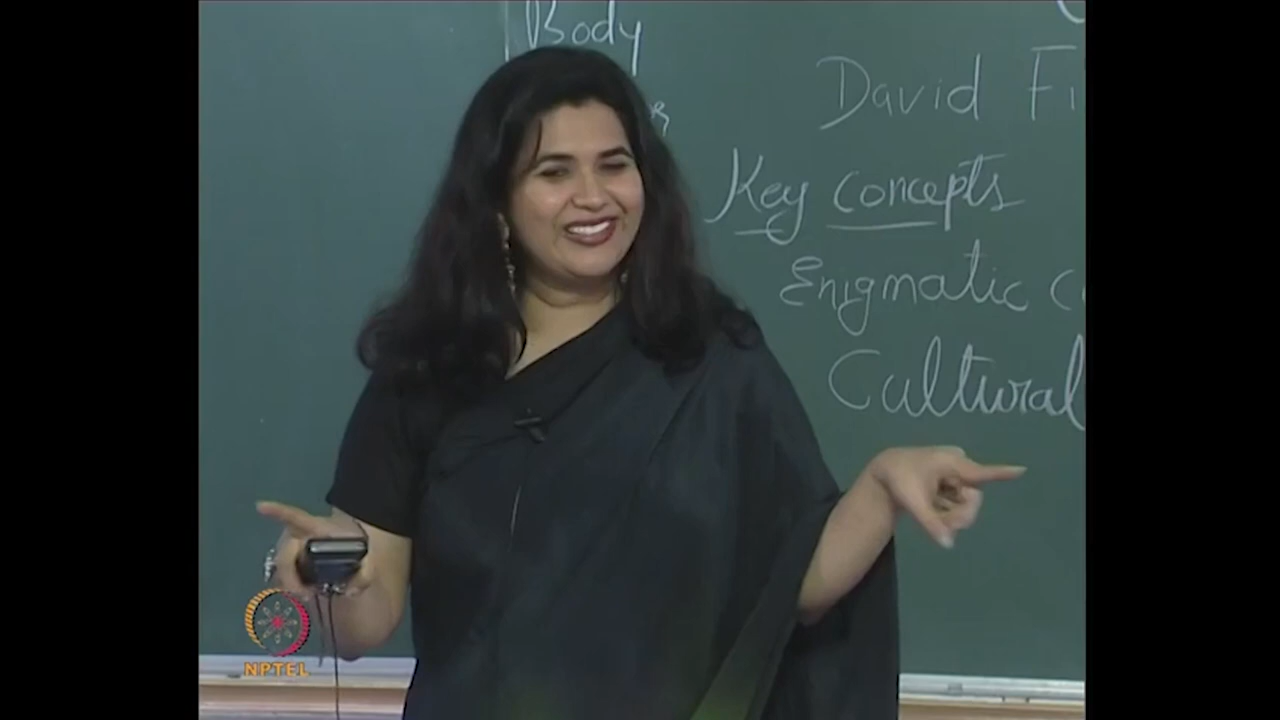 Body
David Fi
Key concepts
Enigmatic
Cultural
NPTEL